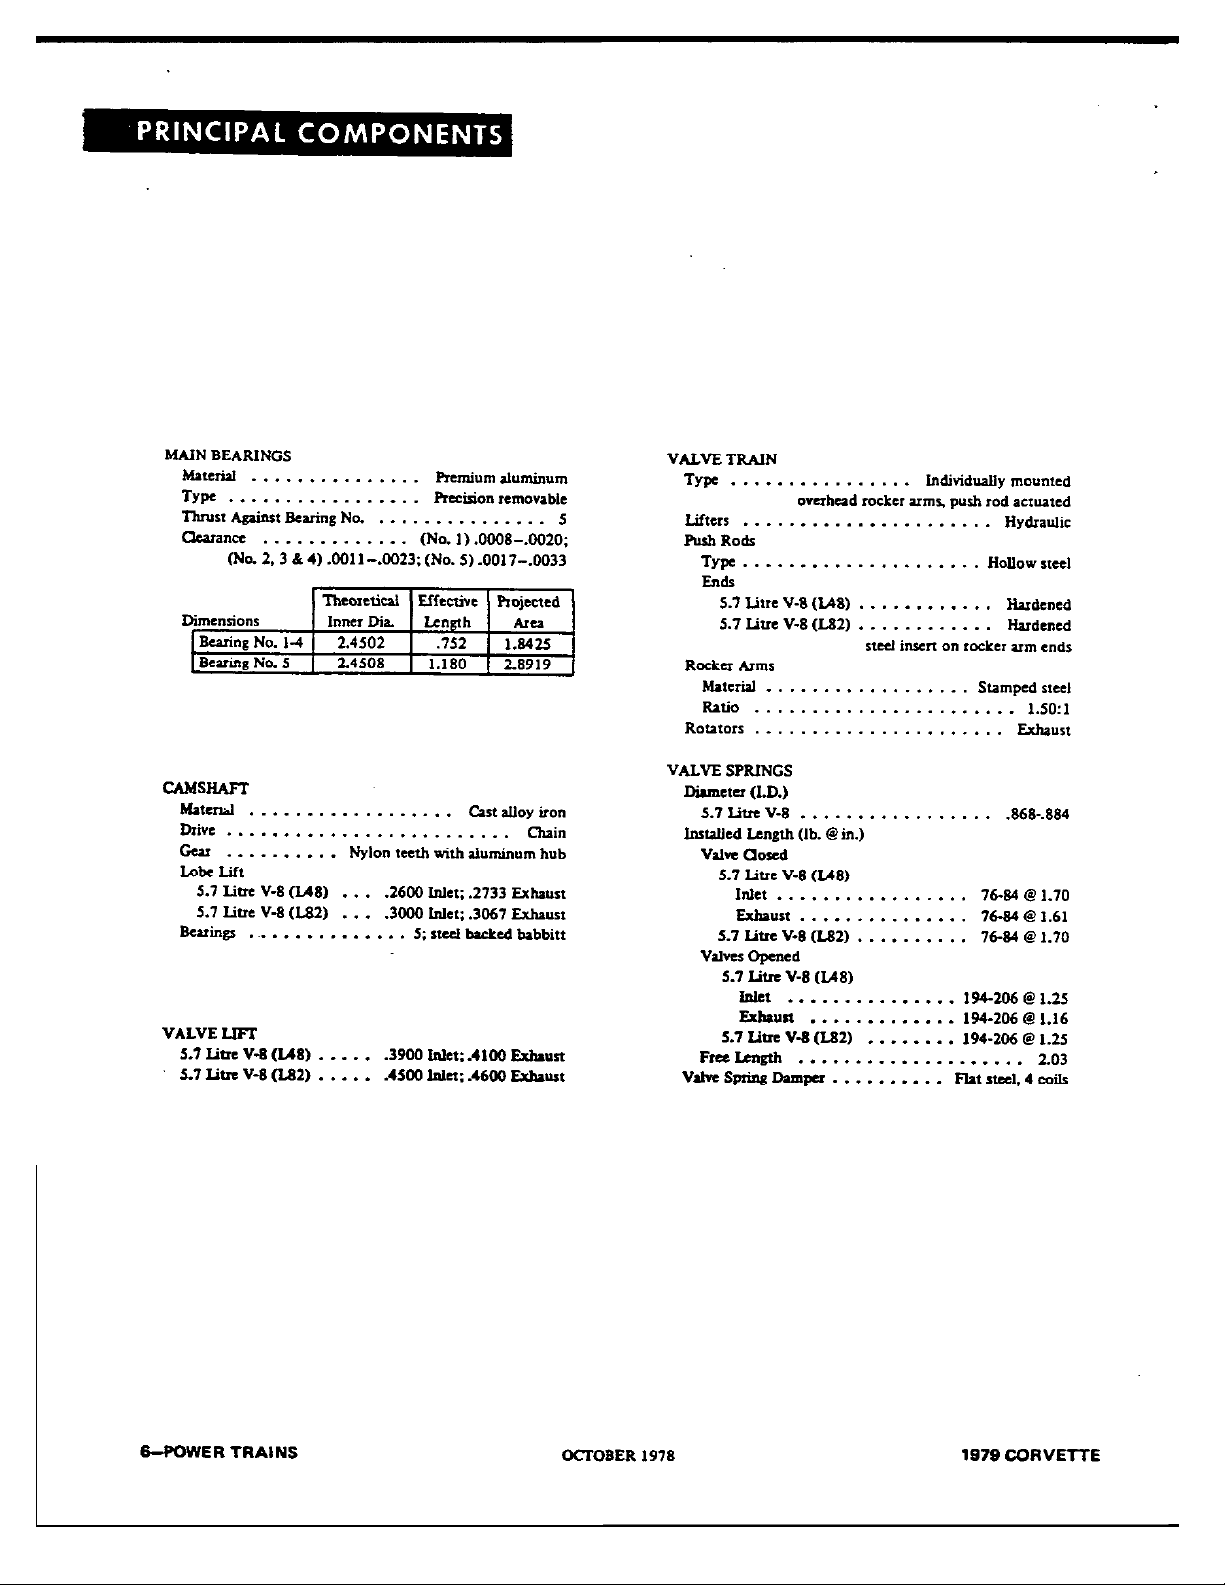 PRINCIPAL COMPONENTS
MAIN BEARINGS
Material . . . . . . . . . . . . . . . Premium aluminum
Type . . . . . . . . . . . . . . . . . Precision removable
Thrust Against Bearing No. . . . . . . . . . . . . . . . 5
Clearance . . . . . . . . . . . . . (No. 1) .0008–.0020;
(No. 2, 3 & 4) .0011–.0023; (No. 5) .0017–.0033
Theoretical Effective Projected
Dimensions Inner Dia. Length Area
Bearing No. 1-4 2.4502 .752 1.8425
Bearing No. 5 2.4508 1.180 2.8919
CAMSHAFT
Material . . . . . . . . . . . . . . . . . . Cast alloy iron
Drive . . . . . . . . . . . . . . . . . . . . . . . . . Chain
Gear . . . . . . . . . . Nylon teeth with aluminum hub
Lobe Lift
5.7 Litre V-8 (L48) . . . .2600 Inlet; .2733 Exhaust
5.7 Litre V-8 (L82) . . . .3000 Inlet; .3067 Exhaust
Bearings . . . . . . . . . . . . . . 5; steel backed babbitt
VALVE LIFT
5.7 Litre V-8 (L48) . . . . . .3900 Inlet; .4100 Exhaust
5.7 Litre V-8 (L82) . . . . . .4500 Inlet; .4600 Exhaust
VALVE TRAIN
Type . . . . . . . . . . . . . . . . Individually mounted
overhead rocker arms, push rod actuated
Lifters . . . . . . . . . . . . . . . . . . . . . . Hydraulic
Push Rods
Type . . . . . . . . . . . . . . . . . . . . . Hollow steel
Ends
5.7 Litre V-8 (L48) . . . . . . . . . . . . Hardened
5.7 Litre V-8 (L82) . . . . . . . . . . . . Hardened
steel insert on rocker arm ends
Rocker Arms
Material . . . . . . . . . . . . . . . . . . Stamped steel
Ratio . . . . . . . . . . . . . . . . . . . . . . . 1.50:1
Rotators . . . . . . . . . . . . . . . . . . . . . . Exhaust
VALVE SPRINGS
Diameter (I.D.)
5.7 Litre V-8 . . . . . . . . . . . . . . . . . .868-.884
Installed Length (lb. @ in.)
Valve Closed
5.7 Litre V-8 (L48)
Inlet . . . . . . . . . . . . . . . . . 76-84 @ 1.70
Exhaust . . . . . . . . . . . . . . . 76-84 @ 1.61
5.7 Litre V-8 (L82) . . . . . . . . . . 76-84 @ 1.70
Valves Opened
5.7 Litre V-8 (L48)
Inlet . . . . . . . . . . . . . . . 194-206 @ 1.25
Exhaust . . . . . . . . . . . . . 194-206 @ 1.16
5.7 Litre V-8 (L82) . . . . . . . . 194-206 @ 1.25
Free Length . . . . . . . . . . . . . . . . . . . . 2.03
Valve Spring Damper . . . . . . . . . . Flat steel, 4 coils
6—POWER TRAINS OCTOBER 1978 1979 CORVETTE